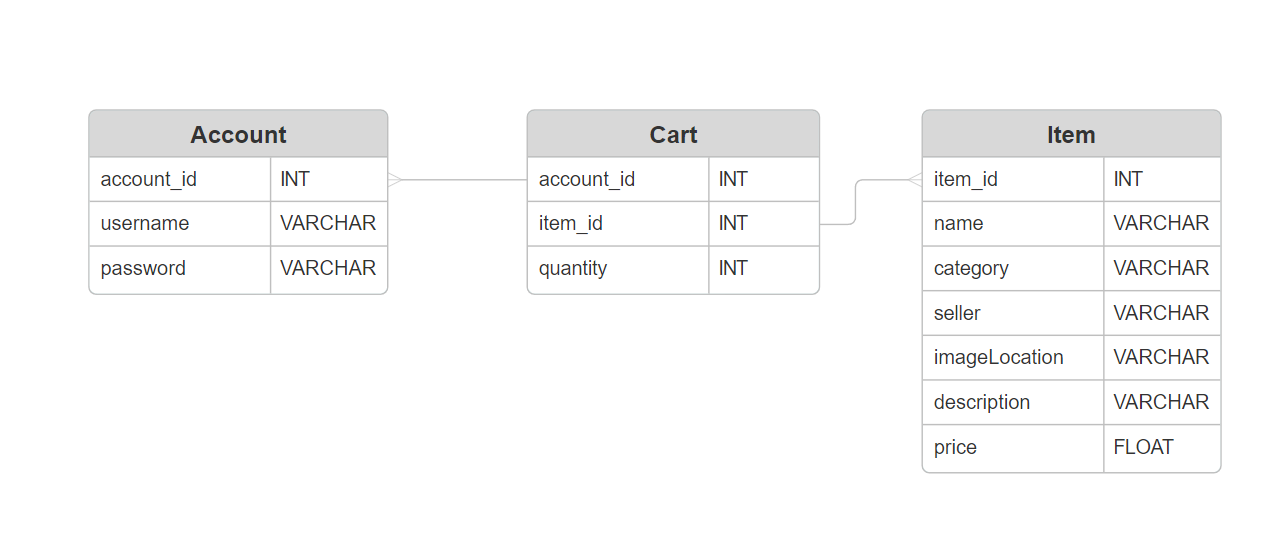 Account
account_id INT
username VARCHAR
password VARCHAR
Cart
account_id INT
item_id INT
quantity INT
Item
item_id INT
name VARCHAR
category VARCHAR
seller VARCHAR
imageLocation VARCHAR
description VARCHAR
price FLOAT